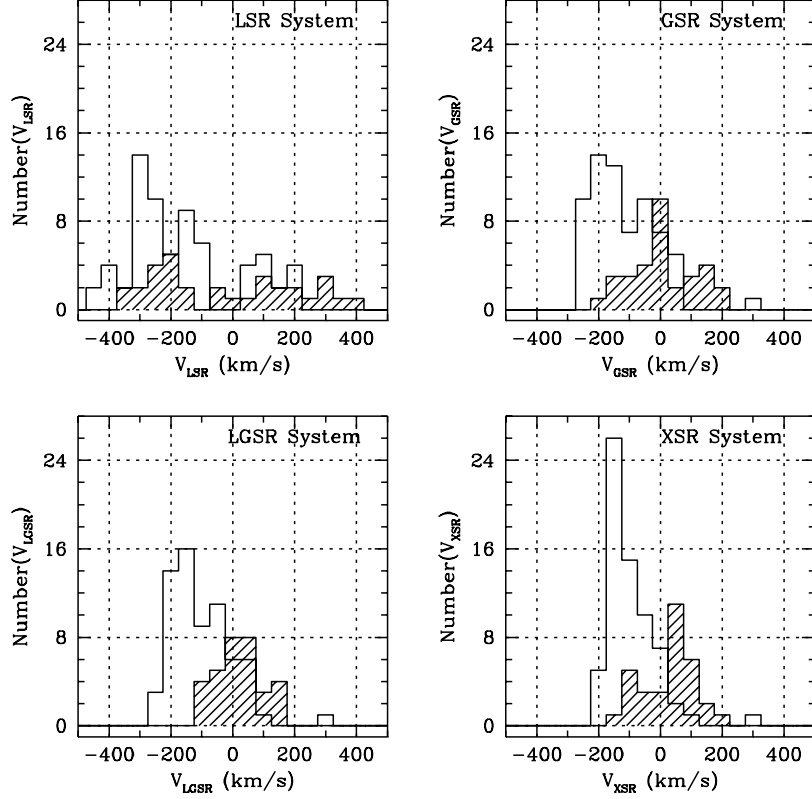 LSR System
24
16
8
0
Number(V_LSR)
−400 −200 0 200 400
V_LSR (km/s)
GSR System
24
16
8
0
Number(V_GSR)
−400 −200 0 200 400
V_GSR (km/s)
LGSR System
24
16
8
0
Number(V_LGSR)
−400 −200 0 200 400
V_LGSR (km/s)
XSR System
24
16
8
0
Number(V_XSR)
−400 −200 0 200 400
V_XSR (km/s)